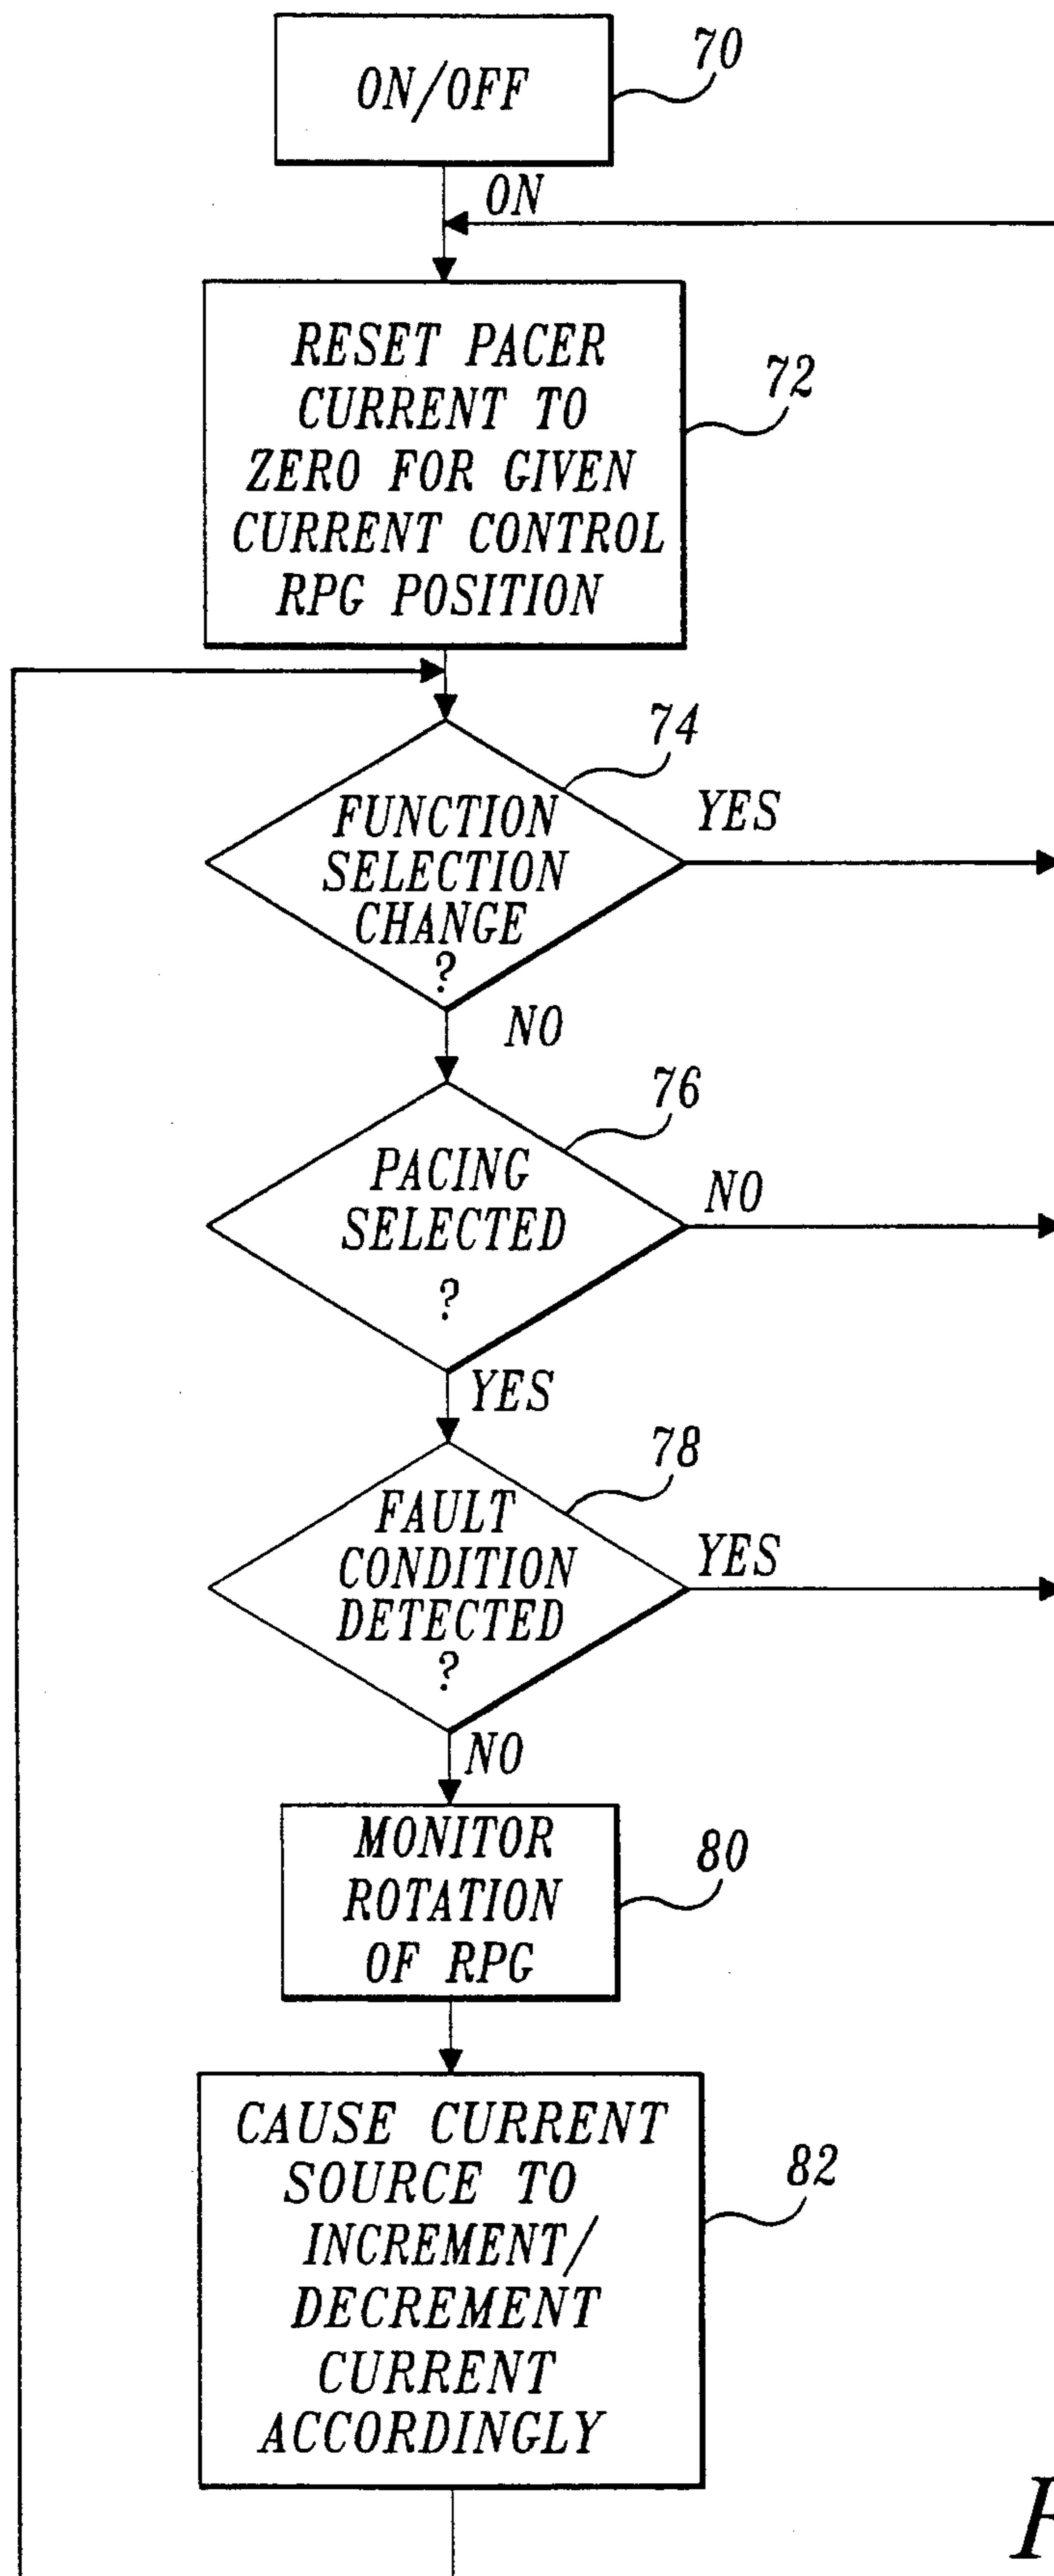 ON/OFF
70
ON
RESET PACER
CURRENT TO
ZERO FOR GIVEN
CURRENT CONTROL
RPG POSITION
72
FUNCTION
SELECTION
CHANGE
?
74
YES
NO
PACING
SELECTED
?
76
NO
YES
FAULT
CONDITION
DETECTED
?
78
YES
NO
MONITOR
ROTATION
OF RPG
80
CAUSE CURRENT
SOURCE TO
INCREMENT/
DECREMENT
CURRENT
ACCORDINGLY
82